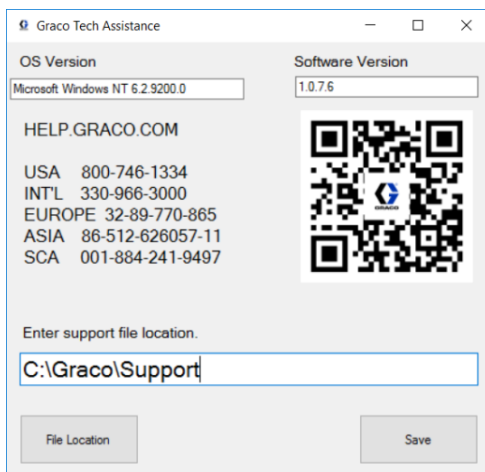 Graco Tech Assistance
OS Version
Software Version
Microsoft Windows NT 6.2.9200.0
1.0.7.6
HELP.GRACO.COM
USA 800-746-1334
INT'L 330-966-3000
EUROPE 32-89-770-865
ASIA 86-512-626057-11
SCA 001-884-241-9497
GRACO
Enter support file location.
C:\Graco\Support
File Location
Save